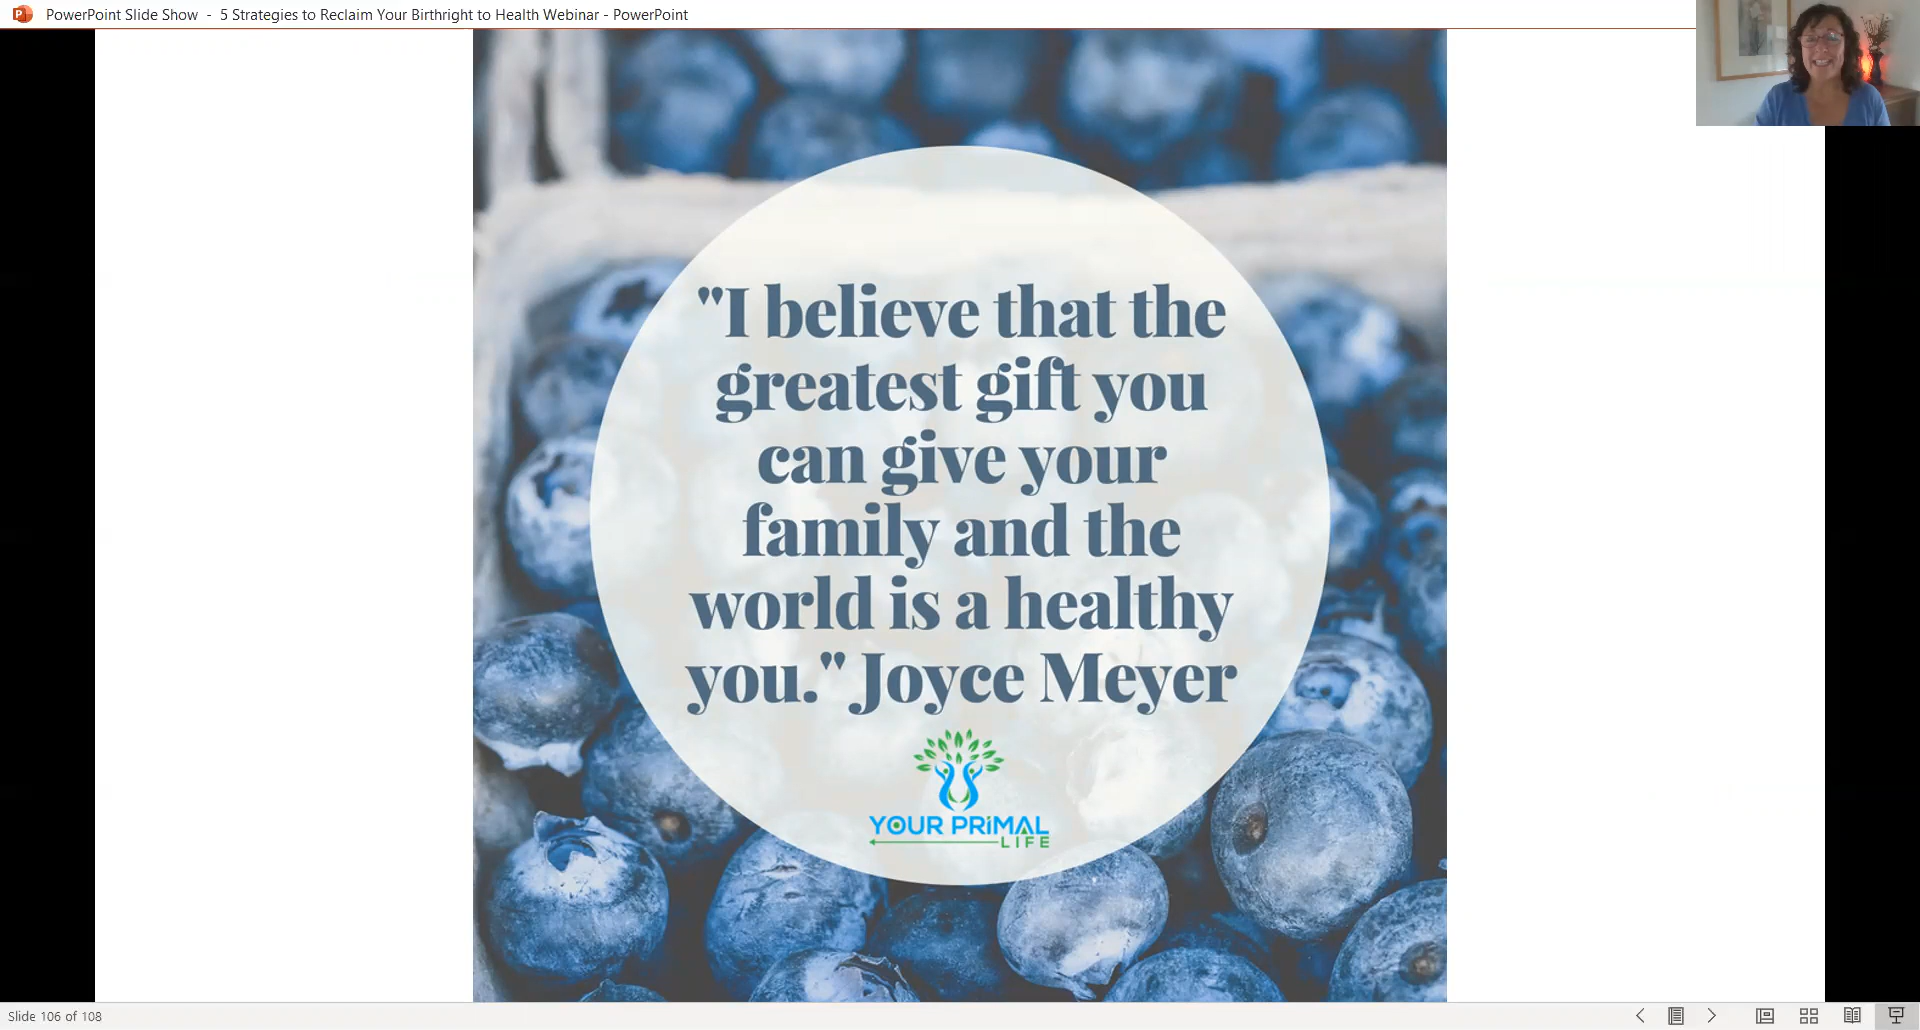 PowerPoint Slide Show - 5 Strategies to Reclaim Your Birthright to Health Webinar - PowerPoint
"I believe that the
greatest gift you
can give your
family and the
world is a healthy
you." Joyce Meyer
YOUR PRiMAL
LIFE
Slide 106 of 108